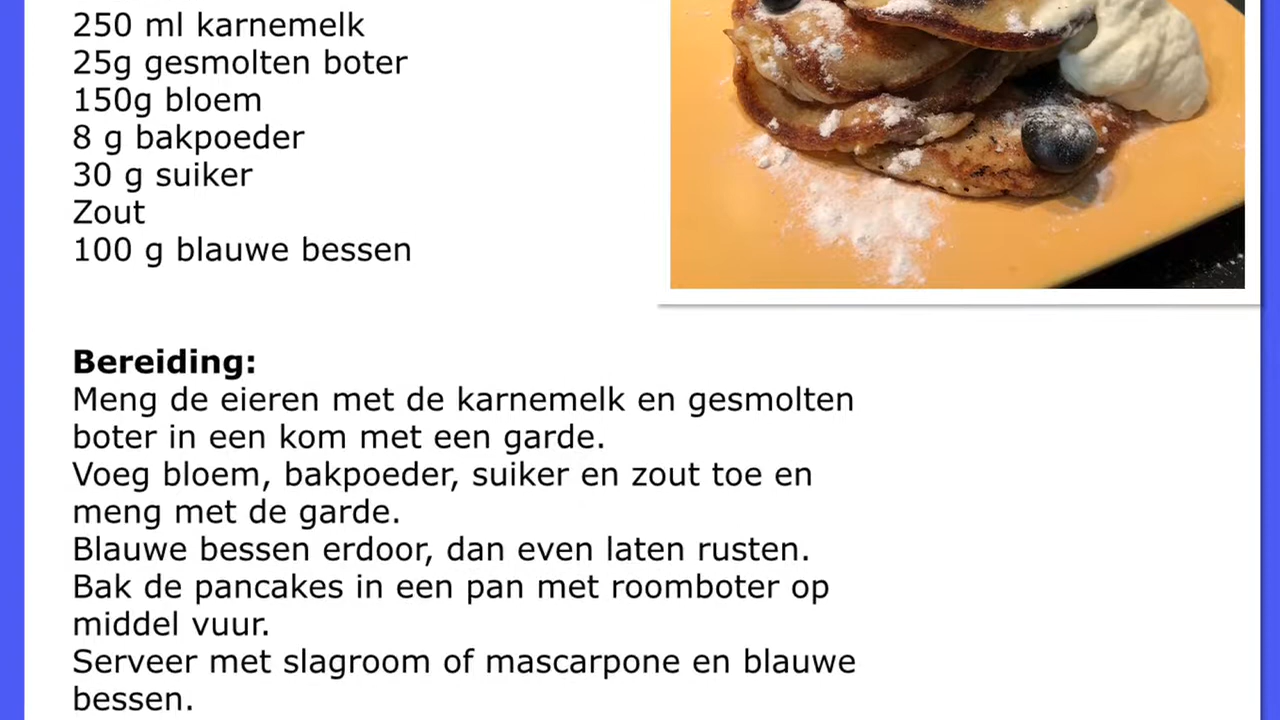 250 ml karnemelk
25g gesmolten boter
150g bloem
8 g bakpoeder
30 g suiker
Zout
100 g blauwe bessen
Bereiding:
Meng de eieren met de karnemelk en gesmolten
boter in een kom met een garde.
Voeg bloem, bakpoeder, suiker en zout toe en
meng met de garde.
Blauwe bessen erdoor, dan even laten rusten.
Bak de pancakes in een pan met roomboter op
middel vuur.
Serveer met slagroom of mascarpone en blauwe
bessen.